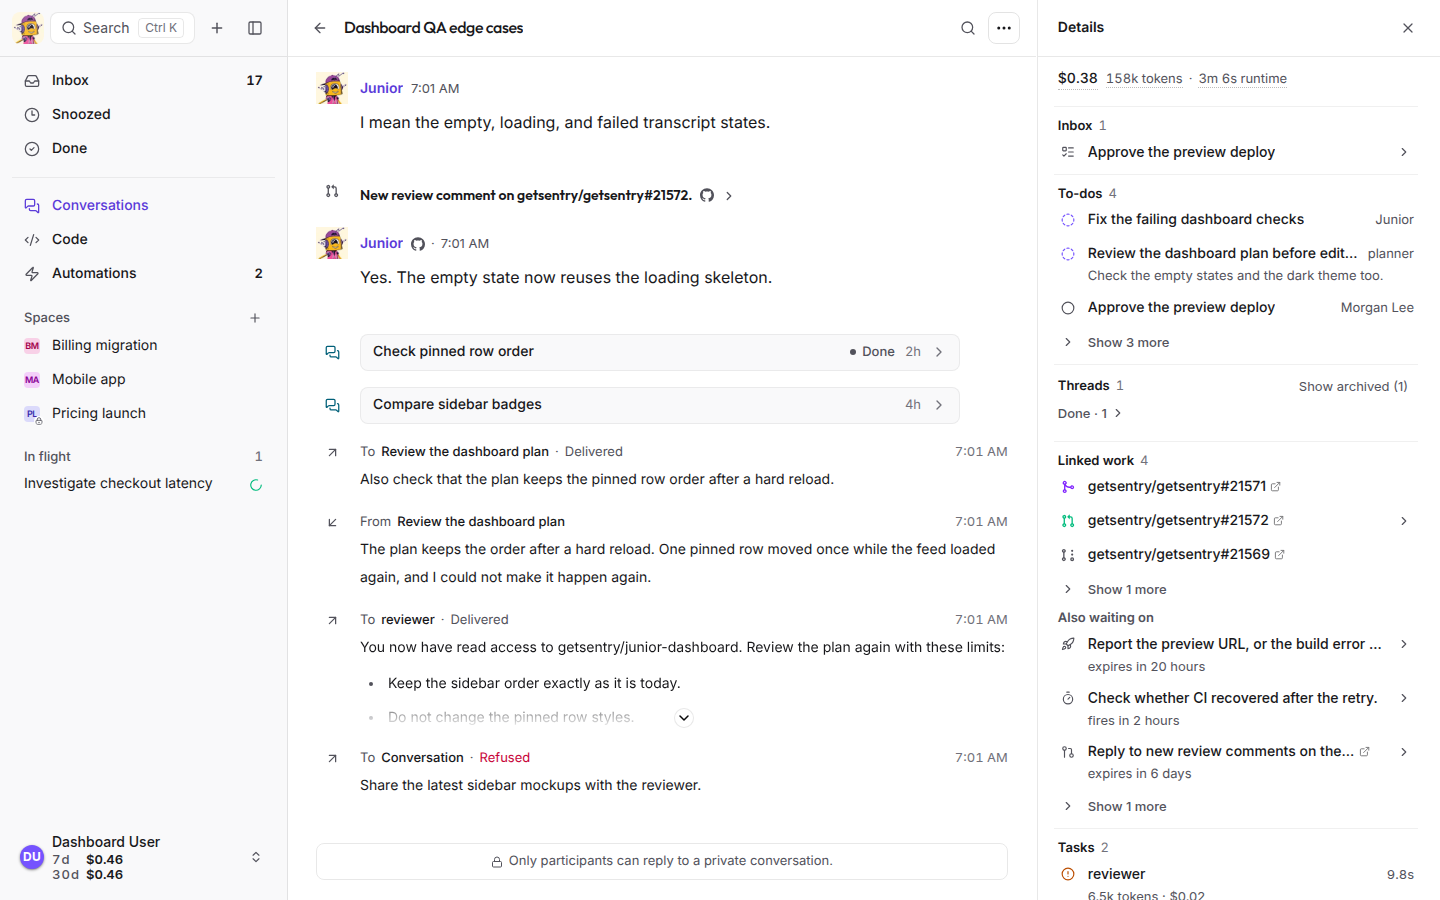 Search Ctrl K
Inbox 17
Snoozed
Done
Conversations
Code
Automations 2
Spaces
BM Billing migration
MA Mobile app
PL Pricing launch
In flight 1
Investigate checkout latency
DU Dashboard User
7d $0.46
30d $0.46
Dashboard QA edge cases
Junior 7:01 AM
I mean the empty, loading, and failed transcript states.
New review comment on getsentry/getsentry#21572.
Junior · 7:01 AM
Yes. The empty state now reuses the loading skeleton.
Check pinned row order Done 2h
Compare sidebar badges 4h
To Review the dashboard plan · Delivered 7:01 AM
Also check that the plan keeps the pinned row order after a hard reload.
From Review the dashboard plan 7:01 AM
The plan keeps the order after a hard reload. One pinned row moved once while the feed loaded
again, and I could not make it happen again.
To reviewer · Delivered 7:01 AM
You now have read access to getsentry/junior-dashboard. Review the plan again with these limits:
• Keep the sidebar order exactly as it is today.
• Do not change the pinned row styles.
To Conversation · Refused 7:01 AM
Share the latest sidebar mockups with the reviewer.
Only participants can reply to a private conversation.
Details
$0.38 158k tokens · 3m 6s runtime
Inbox 1
Approve the preview deploy
To-dos 4
Fix the failing dashboard checks Junior
Review the dashboard plan before edit... planner
Check the empty states and the dark theme too.
Approve the preview deploy Morgan Lee
Show 3 more
Threads 1 Show archived (1)
Done · 1
Linked work 4
getsentry/getsentry#21571
getsentry/getsentry#21572
getsentry/getsentry#21569
Show 1 more
Also waiting on
Report the preview URL, or the build error ...
expires in 20 hours
Check whether CI recovered after the retry.
fires in 2 hours
Reply to new review comments on the...
expires in 6 days
Show 1 more
Tasks 2
reviewer 9.8s
6.5k tokens · $0.02